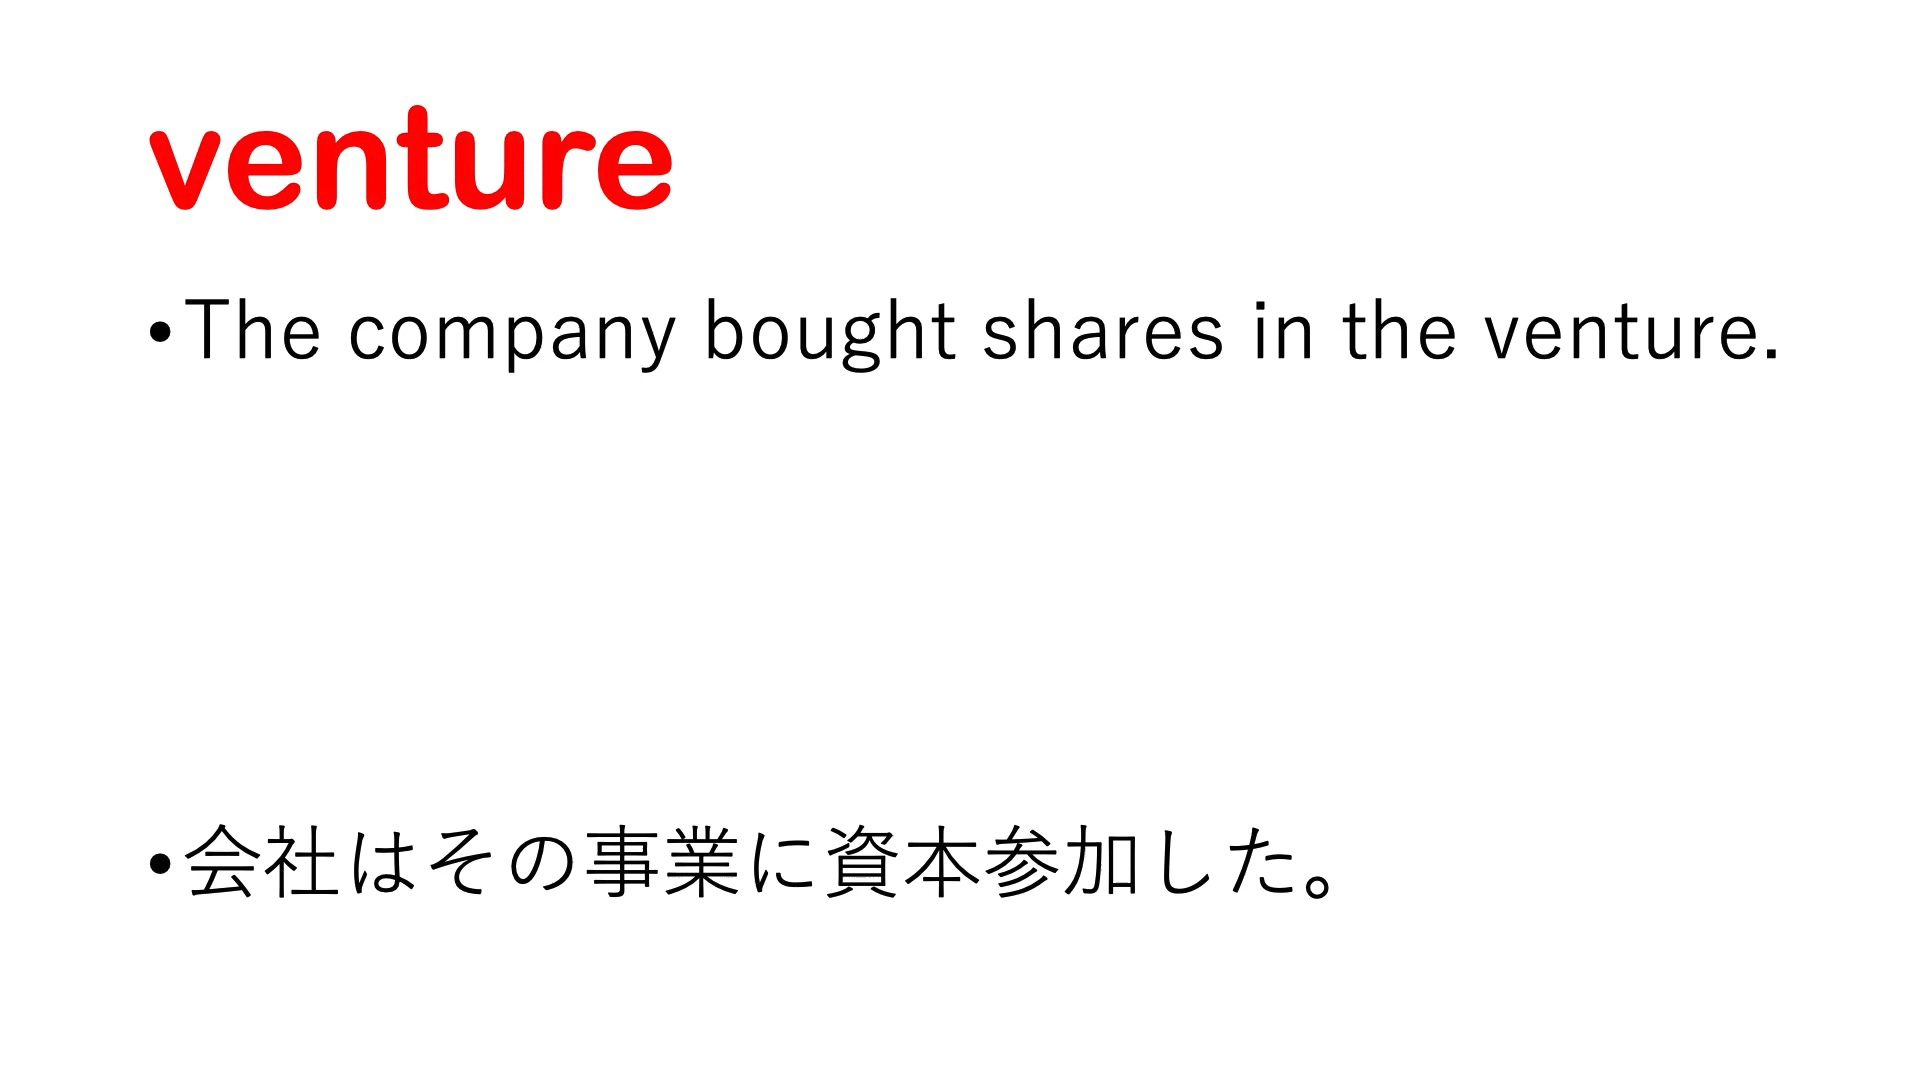 venture
• The company bought shares in the venture.
• 会社はその事業に資本参加した。